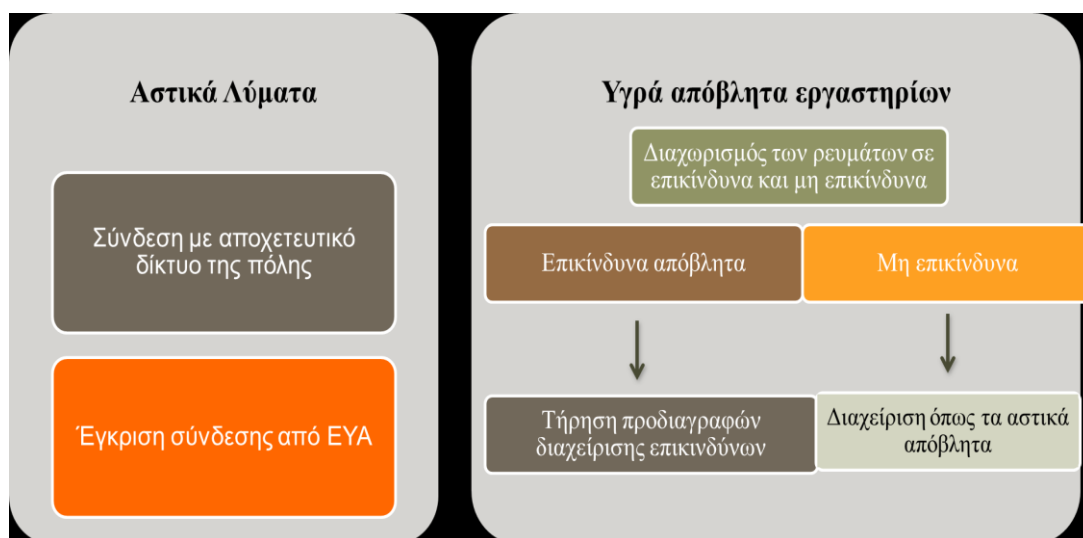 Αστικά Λύματα
Σύνδεση με αποχετευτικό
δίκτυο της πόλης
Έγκριση σύνδεσης από ΕΥΑ
Υγρά απόβλητα εργαστηρίων
Διαχωρισμός των ρευμάτων σε
επικίνδυνα και μη επικίνδυνα
Επικίνδυνα απόβλητα
Μη επικίνδυνα
Τήρηση προδιαγραφών
διαχείρισης επικινδύνων
Διαχείριση όπως τα αστικά
απόβλητα